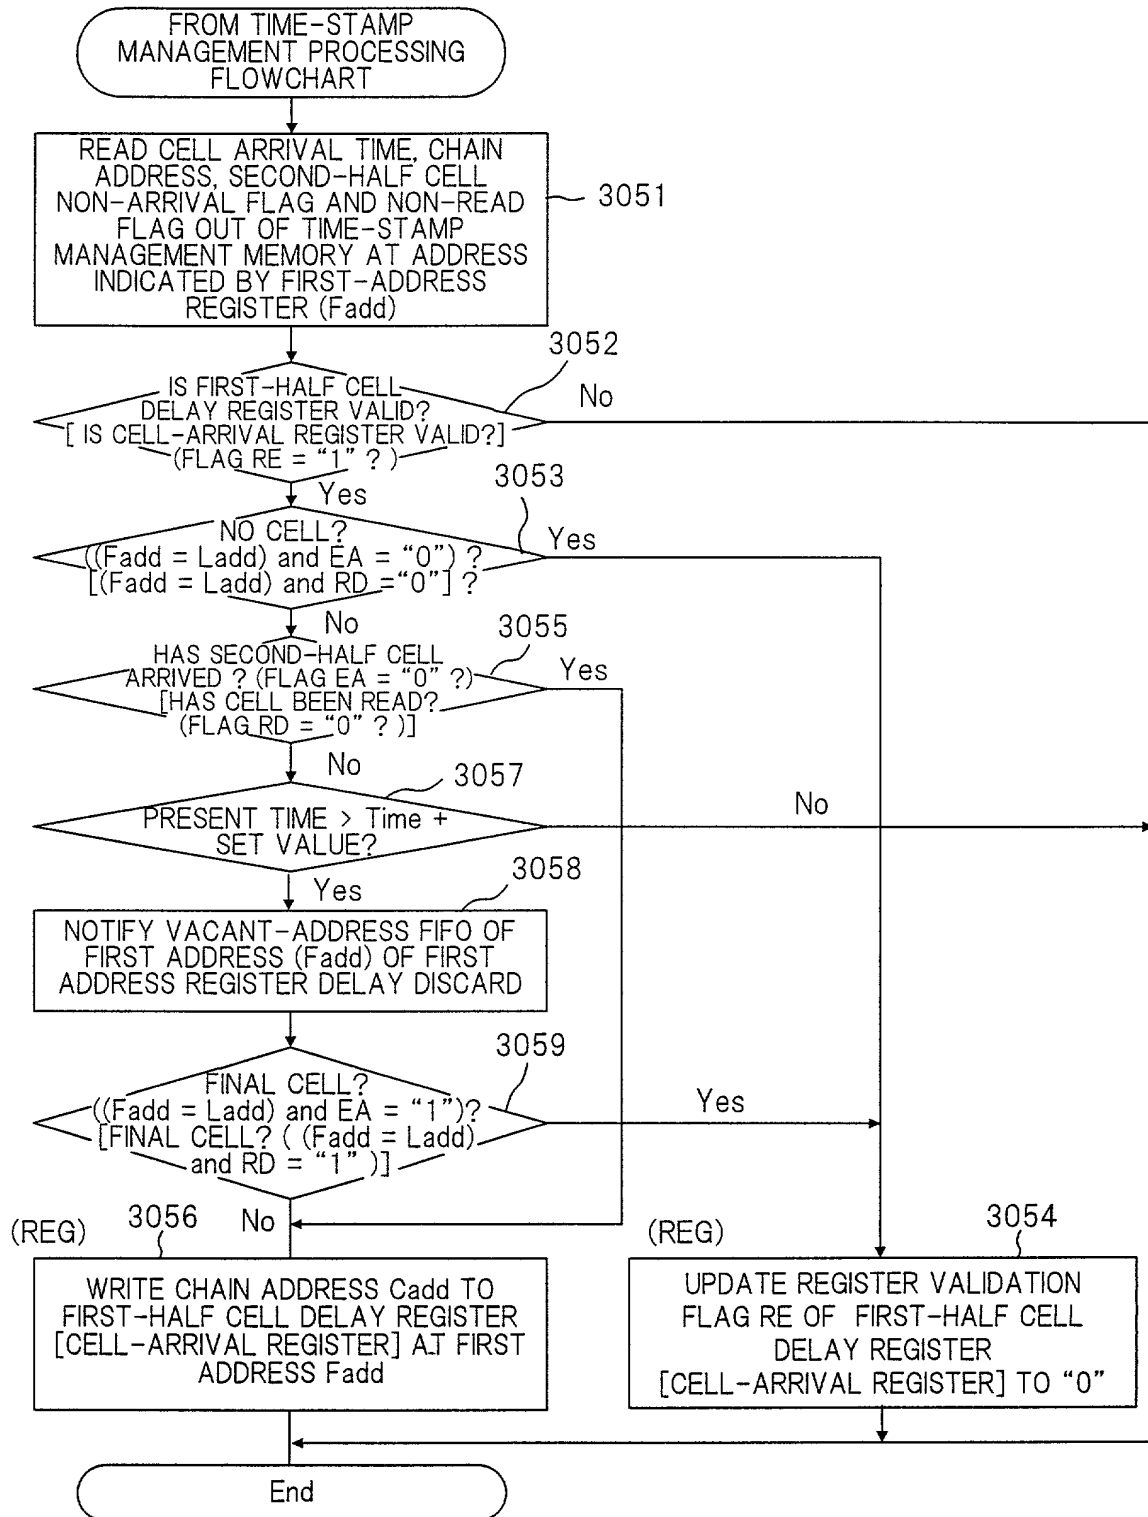 FROM TIME-STAMP
MANAGEMENT PROCESSING
FLOWCHART
READ CELL ARRIVAL TIME, CHAIN
ADDRESS, SECOND-HALF CELL
NON-ARRIVAL FLAG AND NON-READ
FLAG OUT OF TIME-STAMP
MANAGEMENT MEMORY AT ADDRESS
INDICATED BY FIRST-ADDRESS
REGISTER (Fadd)
3051
3052
IS FIRST-HALF CELL
DELAY REGISTER VALID?
[ IS CELL-ARRIVAL REGISTER VALID?]
(FLAG RE = “1” ? )
No
Yes
3053
NO CELL?
((Fadd = Ladd) and EA = “0”) ?
[(Fadd = Ladd) and RD =“0”] ?
Yes
No
3055
HAS SECOND-HALF CELL
ARRIVED ? (FLAG EA = “0” ?)
[HAS CELL BEEN READ?
(FLAG RD = “0” ? )]
Yes
No
3057
PRESENT TIME > Time +
SET VALUE?
No
Yes
3058
NOTIFY VACANT-ADDRESS FIFO OF
FIRST ADDRESS (Fadd) OF FIRST
ADDRESS REGISTER DELAY DISCARD
3059
FINAL CELL?
((Fadd = Ladd) and EA = “1”)?
[FINAL CELL? ( (Fadd = Ladd)
and RD = “1” )]
Yes
No
(REG)
3056
WRITE CHAIN ADDRESS Cadd TO
FIRST-HALF CELL DELAY REGISTER
[CELL-ARRIVAL REGISTER] AT FIRST
ADDRESS Fadd
(REG)
3054
UPDATE REGISTER VALIDATION
FLAG RE OF FIRST-HALF CELL
DELAY REGISTER
[CELL-ARRIVAL REGISTER] TO “0”
End